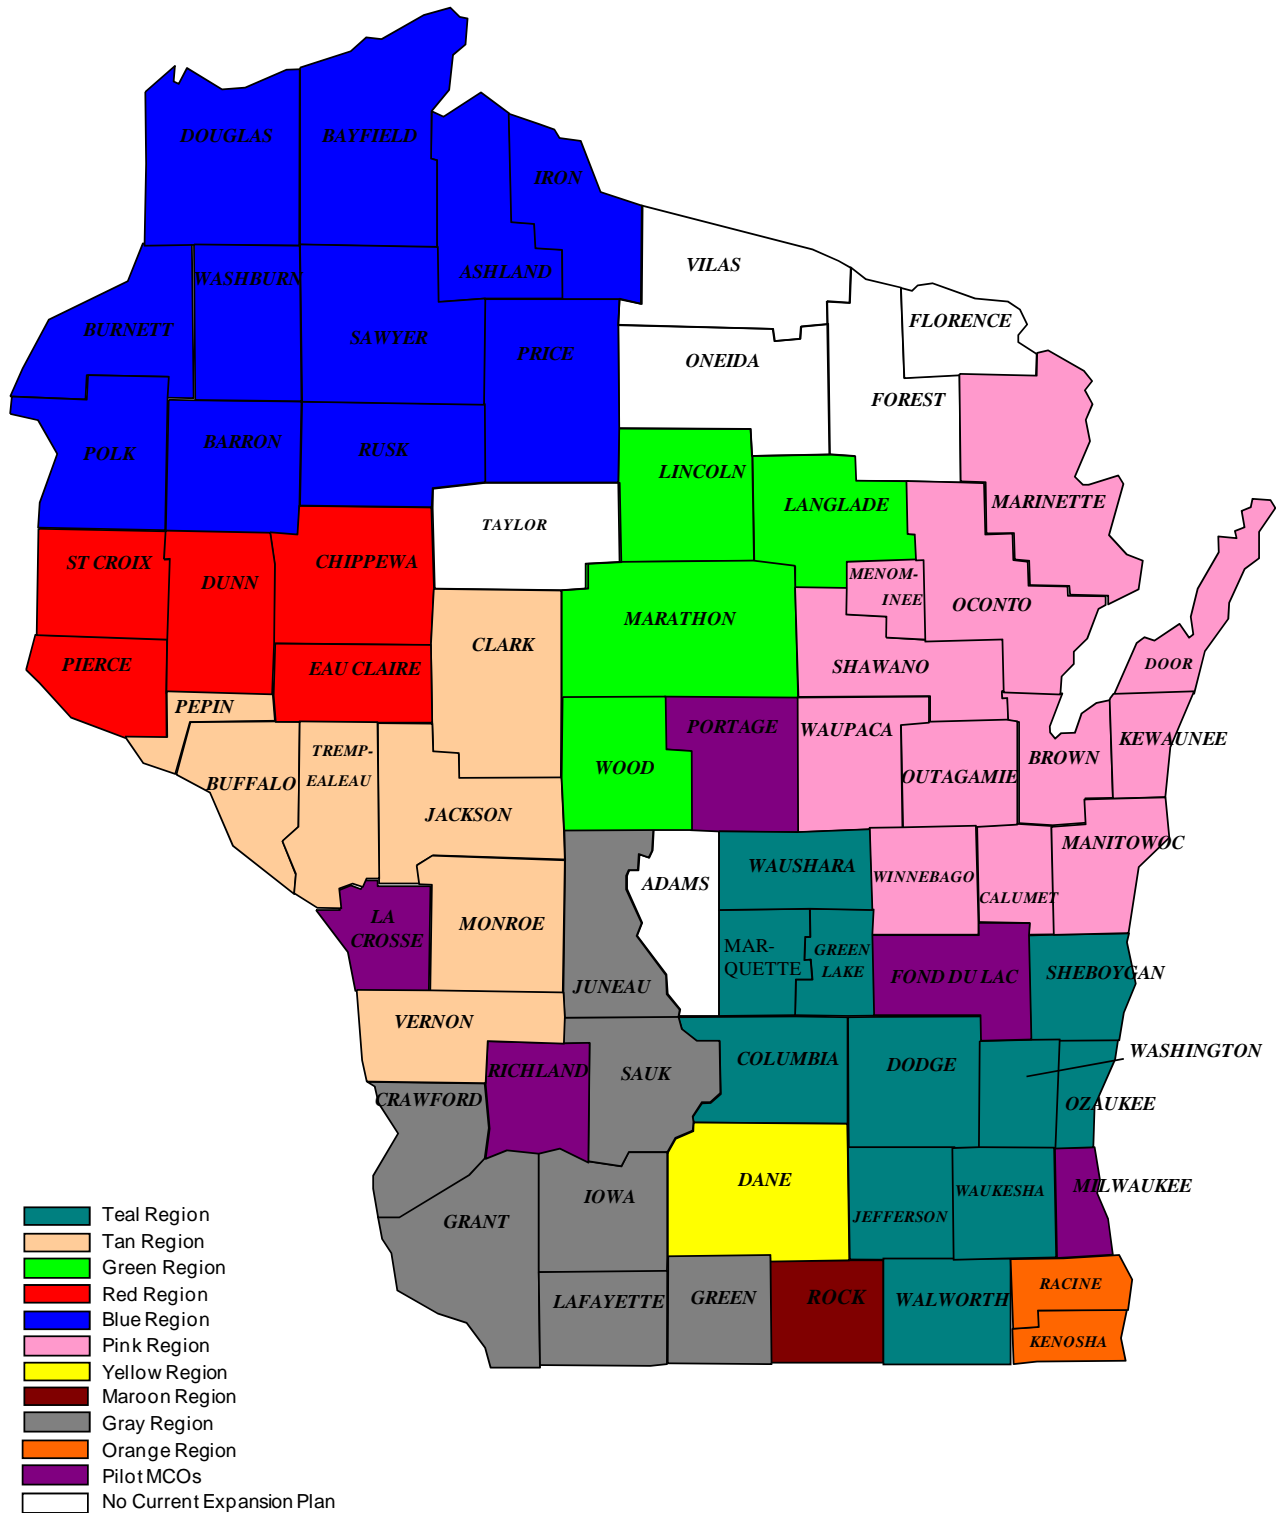 DOUGLAS
BAYFIELD
IRON
ASHLAND
WASHBURN
VILAS
BURNETT
SAWYER
PRICE
FLORENCE
ONEIDA
FOREST
POLK
BARRON
RUSK
LINCOLN
LANGLADE
MARINETTE
TAYLOR
ST CROIX
DUNN
CHIPPEWA
MENOM-
INEE
OCONTO
MARATHON
CLARK
PIERCE
EAU CLAIRE
SHAWANO
DOOR
PEPIN
PORTAGE
WAUPACA
KEWAUNEE
TREMP-
EALEAU
BUFFALO
WOOD
OUTAGAMIE
BROWN
JACKSON
MANITOWOC
WAUSHARA
WINNEBAGO
CALUMET
ADAMS
LA
CROSSE
MONROE
MAR-
QUETTE
GREEN
LAKE
FOND DU LAC
SHEBOYGAN
JUNEAU
VERNON
WASHINGTON
COLUMBIA
DODGE
RICHLAND
SAUK
CRAWFORD
OZAUKEE
DANE
IOWA
WAUKESHA
MILWAUKEE
GRANT
JEFFERSON
RACINE
LAFAYETTE
GREEN
ROCK
WALWORTH
KENOSHA
Teal Region
Tan Region
Green Region
Red Region
Blue Region
Pink Region
Yellow Region
Maroon Region
Gray Region
Orange Region
Pilot MCOs
No Current Expansion Plan